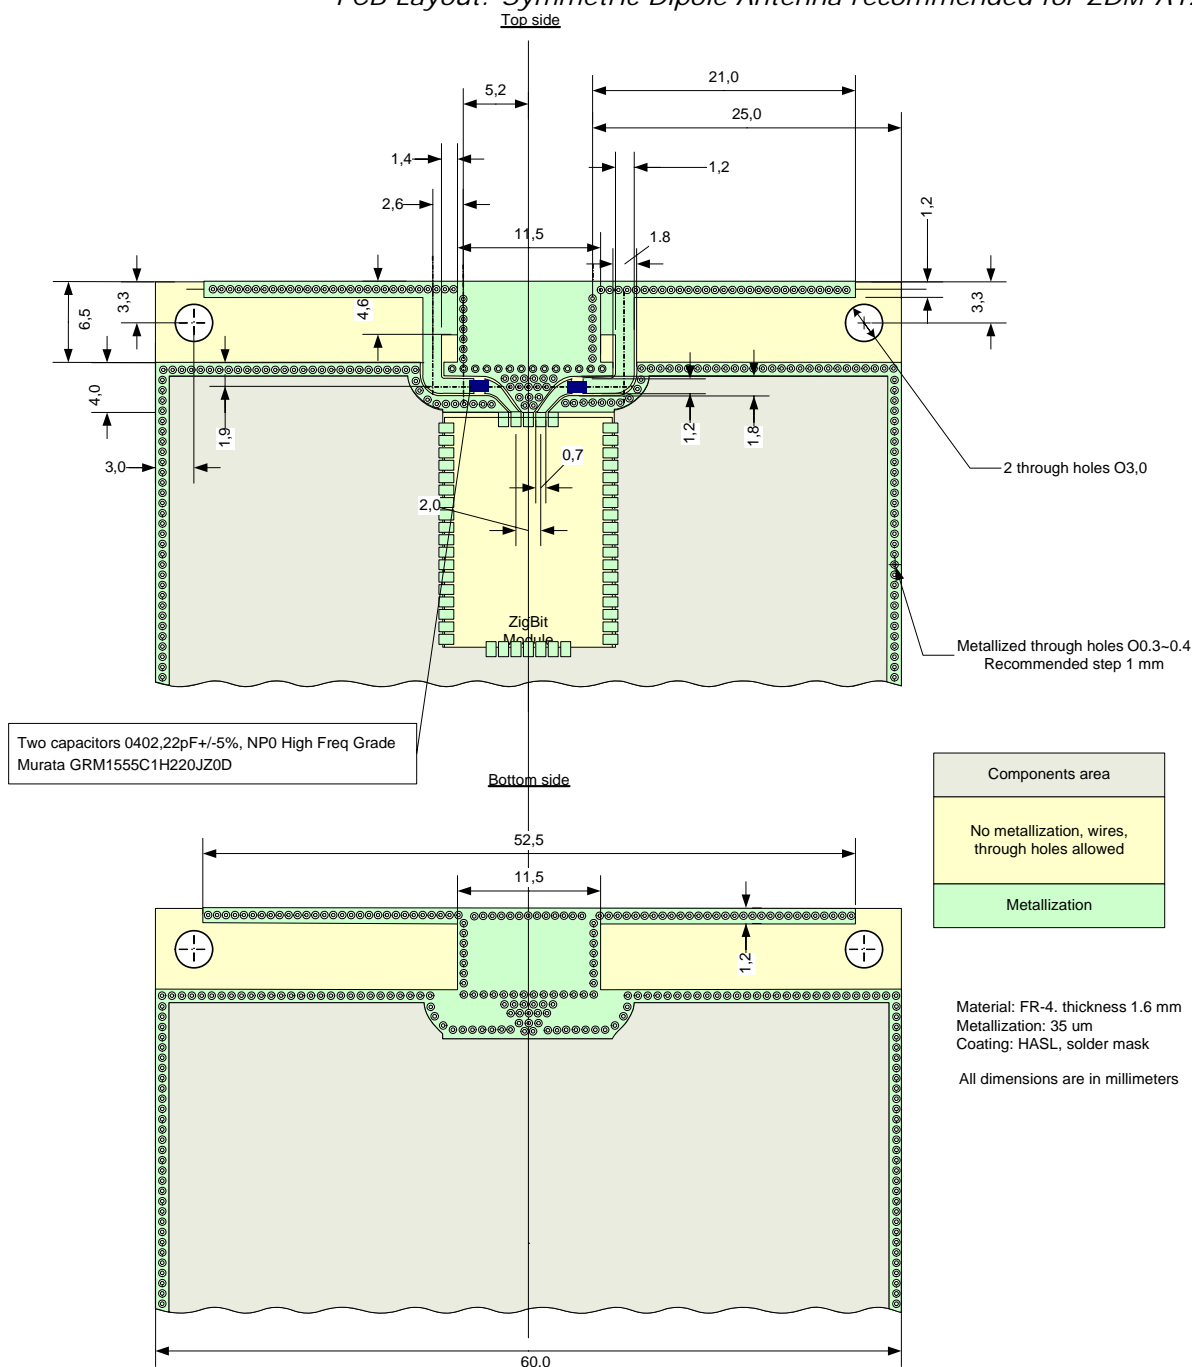 PCB Layout: Symmetric Dipole Antenna recommended for ZDM-A1
Top side
21,0
5,2
25,0
1,4
1,2
2,6
1,2
11,5
1.8
3,3
6,5
4,6
3,3
4,0
1,9
1,2
1,8
3,0
0,7
2 through holes O3,0
2,0
ZigBit
Module
Metallized through holes O0.3~0.4
Recommended step 1 mm
Two capacitors 0402,22pF+/-5%, NP0 High Freq Grade
Murata GRM1555C1H220JZ0D
Bottom side
Components area
No metallization, wires,
through holes allowed
Metallization
52,5
11,5
1,2
Material: FR-4. thickness 1.6 mm
Metallization: 35 um
Coating: HASL, solder mask
All dimensions are in millimeters
60,0